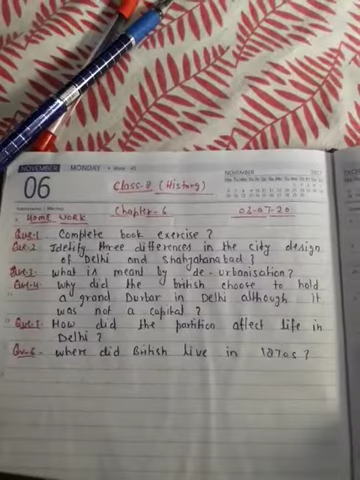 NOVEMBER MONDAY
NOVEMBER 2017
06
Class-8 (History)
Chapter-6 03-07-20
HOME WORK
Que-1 Complete book exercise ?
Que-2 Idetify three differences in the city design
of Delhi and Shahjahanabad ?
Que-3 what is meant by de-urbanisation ?
Que-4 Why did the british choose to hold
a grand Durbar in Delhi although It
was not a capital ?
Que-5 How did the partition affect life in
Delhi ?
Que-6 where did British live in 1870s ?